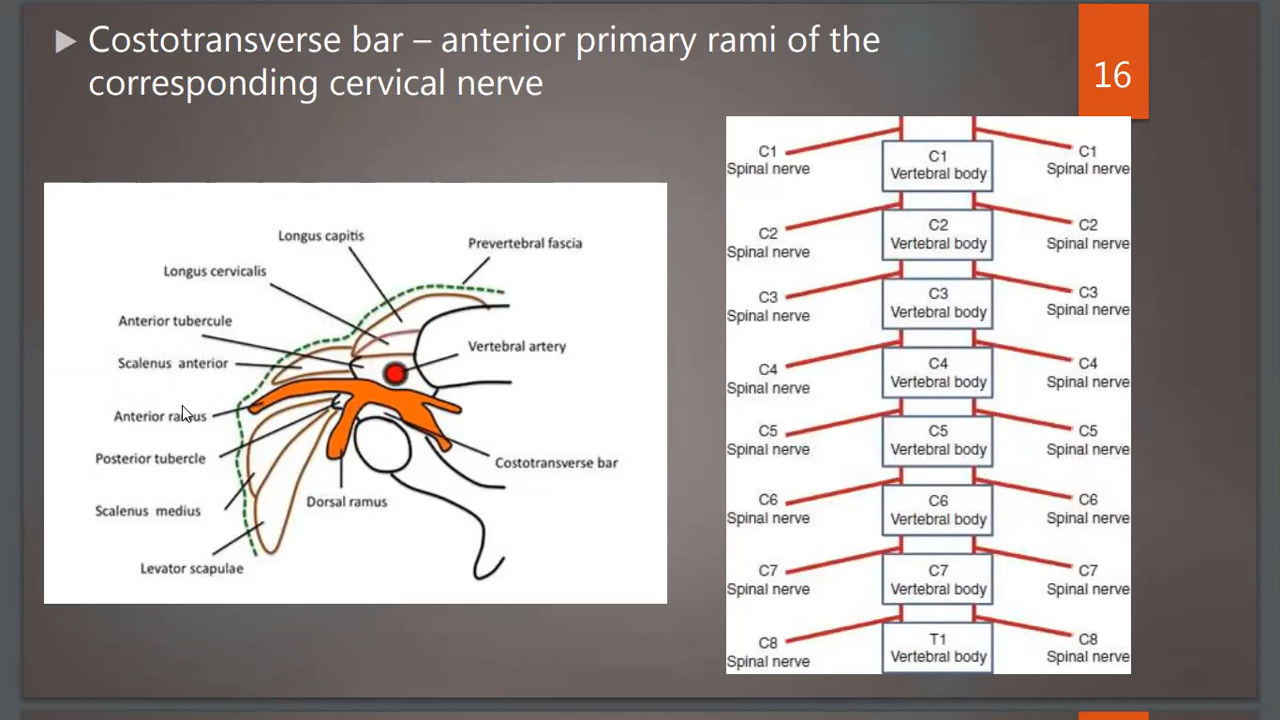 Costotransverse bar – anterior primary rami of the
corresponding cervical nerve
16
Longus capitis
Prevertebral fascia
Longus cervicalis
Anterior tubercule
Vertebral artery
Scalenus anterior
Anterior ramus
Posterior tubercle
Costotransverse bar
Scalenus medius
Dorsal ramus
Levator scapulae
C1
Spinal nerve
C1
Vertebral body
C1
Spinal nerve
C2
Spinal nerve
C2
Vertebral body
C2
Spinal nerve
C3
Spinal nerve
C3
Vertebral body
C3
Spinal nerve
C4
Spinal nerve
C4
Vertebral body
C4
Spinal nerve
C5
Spinal nerve
C5
Vertebral body
C5
Spinal nerve
C6
Spinal nerve
C6
Vertebral body
C6
Spinal nerve
C7
Spinal nerve
C7
Vertebral body
C7
Spinal nerve
C8
Spinal nerve
T1
Vertebral body
C8
Spinal nerve